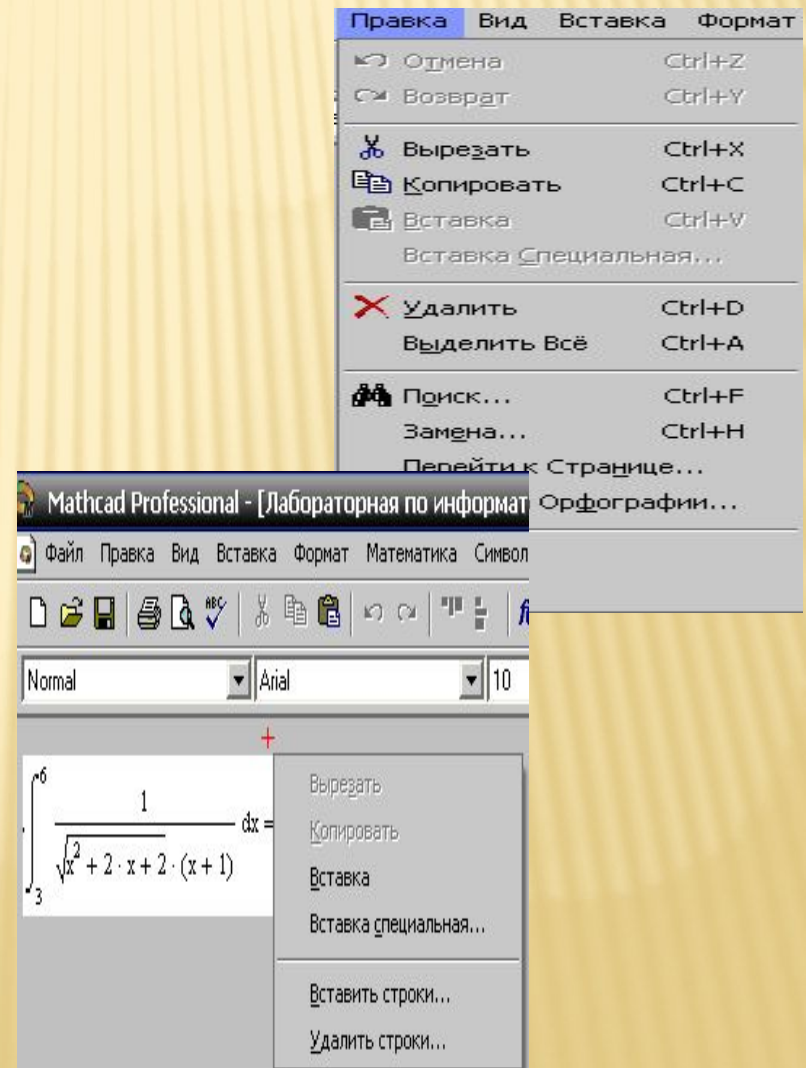 Правка Вид Вставка Формат
Отмена Ctrl+Z
Возврат Ctrl+Y
Вырезать Ctrl+X
Копировать Ctrl+C
Вставка Ctrl+V
Вставка Специальная...
Удалить Ctrl+D
Выделить Всё Ctrl+A
Поиск... Ctrl+F
Замена... Ctrl+H
Перейти к Странице...
Орфографии...
Mathcad Professional - [Лабораторная по информат
Файл Правка Вид Вставка Формат Математика Символ
ABC
Normal Arial 10
∫₃⁶ 1 / (√(x² + 2 · x + 2) · (x + 1)) dx =
Вырезать
Копировать
Вставка
Вставка специальная...
Вставить строки...
Удалить строки...